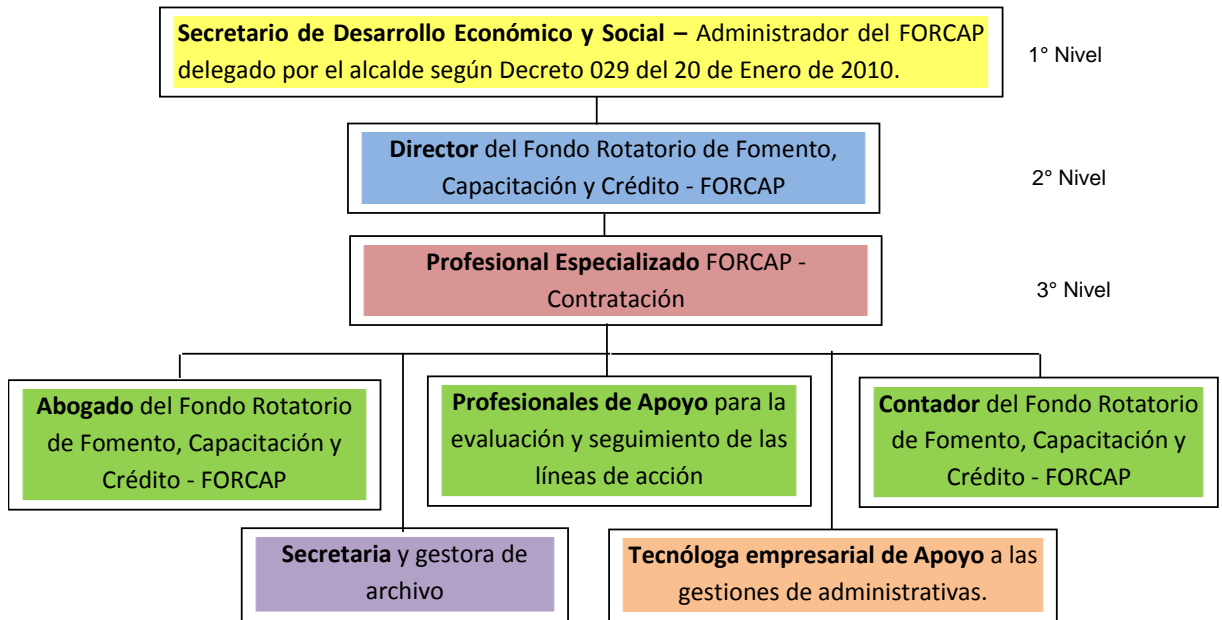 Secretario de Desarrollo Económico y Social – Administrador del FORCAP
delegado por el alcalde según Decreto 029 del 20 de Enero de 2010.
1° Nivel
Director del Fondo Rotatorio de Fomento,
Capacitación y Crédito - FORCAP
2° Nivel
Profesional Especializado FORCAP -
Contratación
3° Nivel
Abogado del Fondo Rotatorio
de Fomento, Capacitación y
Crédito - FORCAP
Profesionales de Apoyo para la
evaluación y seguimiento de las
líneas de acción
Contador del Fondo Rotatorio
de Fomento, Capacitación y
Crédito - FORCAP
Secretaria y gestora de
archivo
Tecnóloga empresarial de Apoyo a las
gestiones de administrativas.